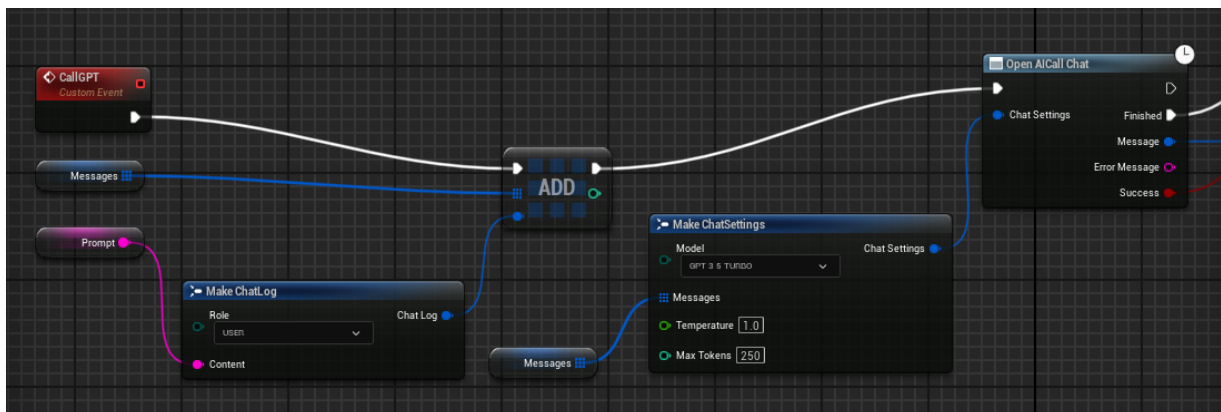 CallGPT
Custom Event
Messages
Prompt
Make ChatLog
Role
USER
Chat Log
Content
ADD
Messages
Make ChatSettings
Model
GPT 3 5 TURBO
Chat Settings
Messages
Temperature 1.0
Max Tokens 250
Open AICall Chat
Chat Settings
Finished
Message
Error Message
Success